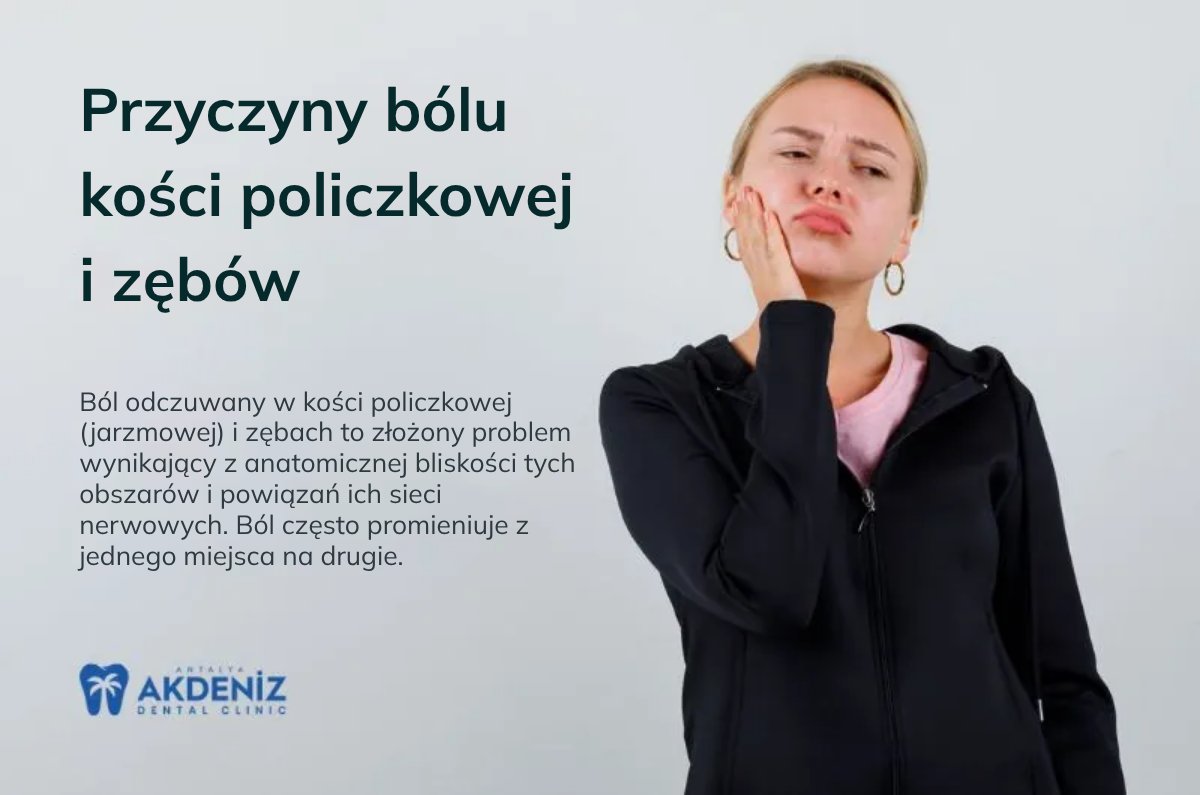 Przyczyny bólu
kości policzkowej
i zębów
Ból odczuwany w kości policzkowej
(jarzmowej) i zębach to złożony problem
wynikający z anatomicznej bliskości tych
obszarów i powiązań ich sieci
nerwowych. Ból często promieniuje z
jednego miejsca na drugie.
ANTALYA
AKDENİZ
DENTAL CLINIC